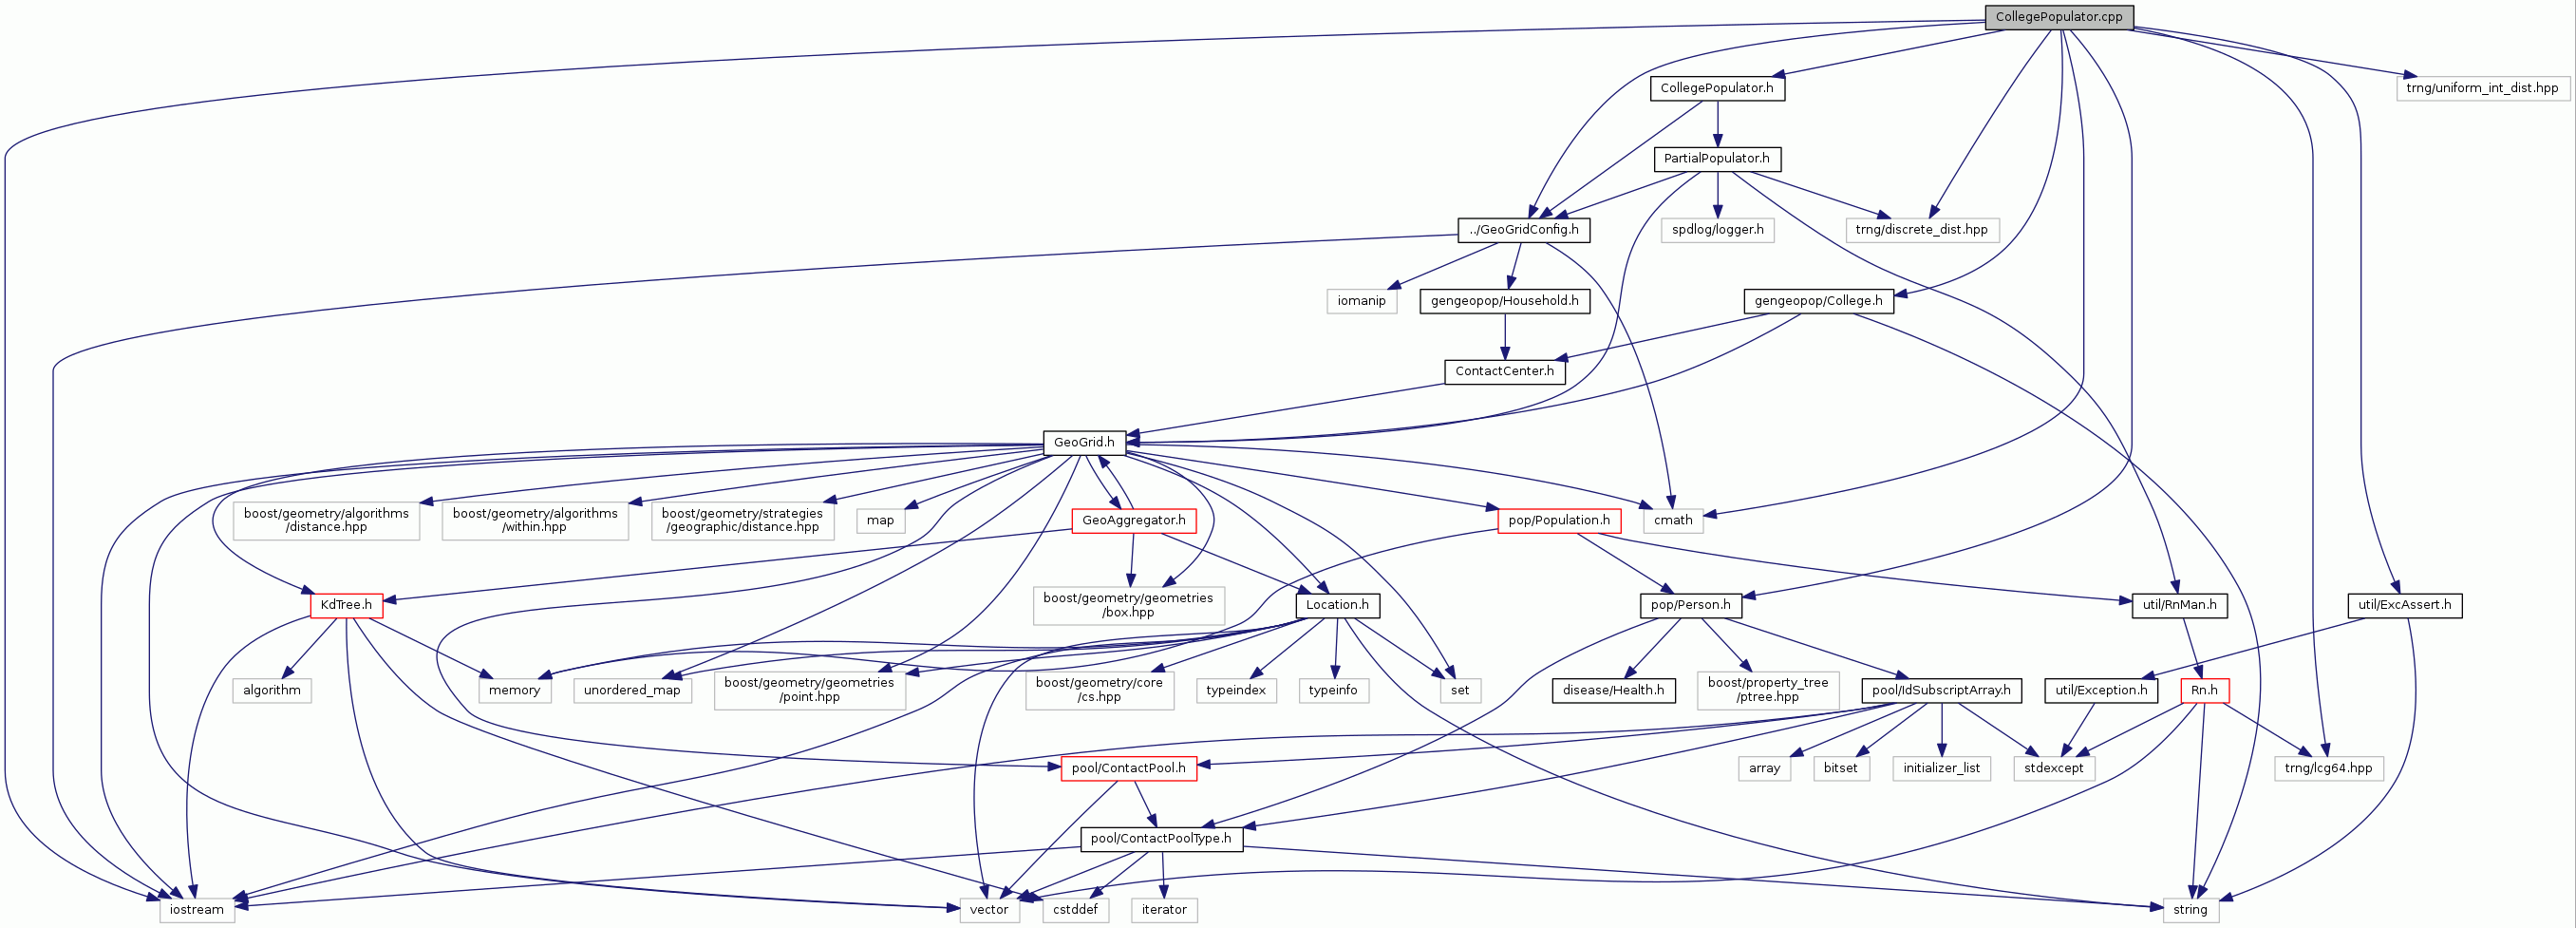 CollegePopulator.cpp
CollegePopulator.h
trng/uniform_int_dist.hpp
PartialPopulator.h
../GeoGridConfig.h
spdlog/logger.h
trng/discrete_dist.hpp
iomanip
gengeopop/Household.h
gengeopop/College.h
ContactCenter.h
GeoGrid.h
boost/geometry/algorithms
/distance.hpp
boost/geometry/algorithms
/within.hpp
boost/geometry/strategies
/geographic/distance.hpp
map
GeoAggregator.h
pop/Population.h
cmath
KdTree.h
boost/geometry/geometries
/box.hpp
Location.h
pop/Person.h
util/RnMan.h
util/ExcAssert.h
algorithm
memory
unordered_map
boost/geometry/geometries
/point.hpp
boost/geometry/core
/cs.hpp
typeindex
typeinfo
set
disease/Health.h
boost/property_tree
/ptree.hpp
pool/IdSubscriptArray.h
util/Exception.h
Rn.h
pool/ContactPool.h
array
bitset
initializer_list
stdexcept
trng/lcg64.hpp
pool/ContactPoolType.h
iostream
vector
cstddef
iterator
string